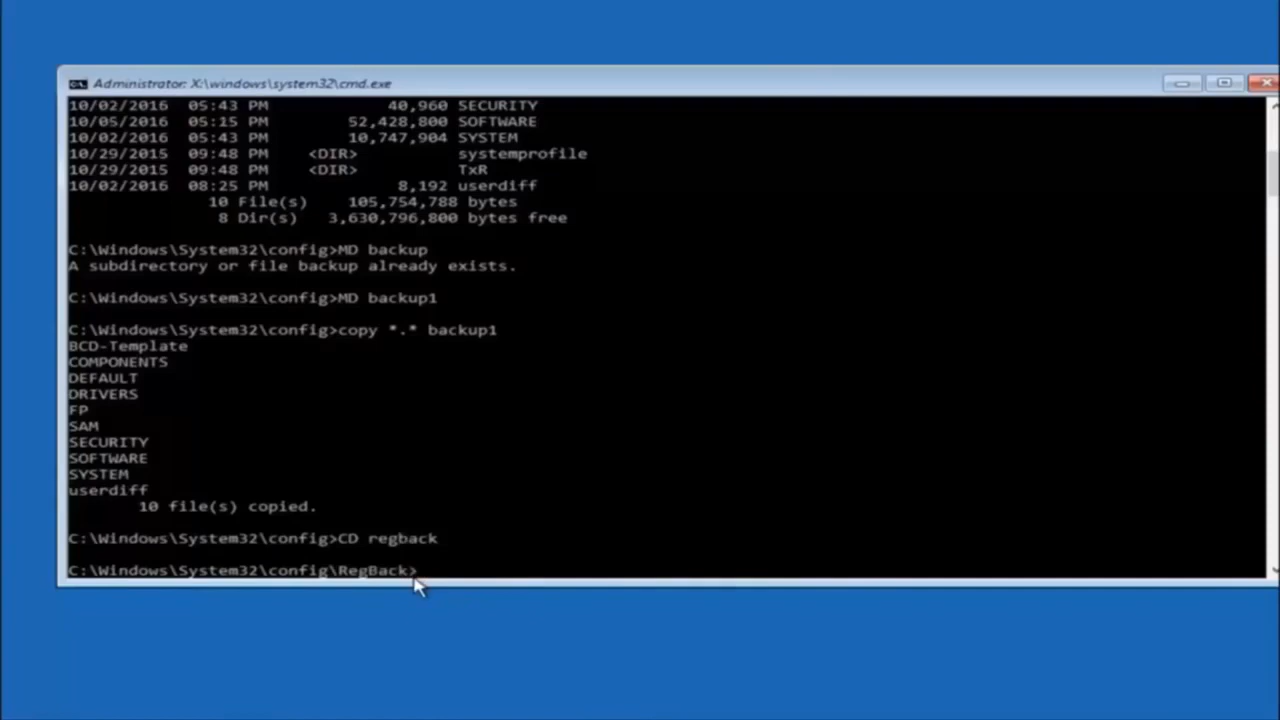 Administrator: X:\windows\system32\cmd.exe
10/02/2016 05:43 PM 40,960 SECURITY
10/05/2016 05:15 PM 52,428,800 SOFTWARE
10/02/2016 05:43 PM 10,747,904 SYSTEM
10/29/2015 09:48 PM <DIR> systemprofile
10/29/2015 09:48 PM <DIR> TxR
10/02/2016 08:25 PM 8,192 userdiff
10 File(s) 105,754,788 bytes
8 Dir(s) 3,630,796,800 bytes free
C:\Windows\System32\config>MD backup
A subdirectory or file backup already exists.
C:\Windows\System32\config>MD backup1
C:\Windows\System32\config>copy *.* backup1
BCD-Template
COMPONENTS
DEFAULT
DRIVERS
FP
SAM
SECURITY
SOFTWARE
SYSTEM
userdiff
10 file(s) copied.
C:\Windows\System32\config>CD regback
C:\Windows\System32\config\RegBack>